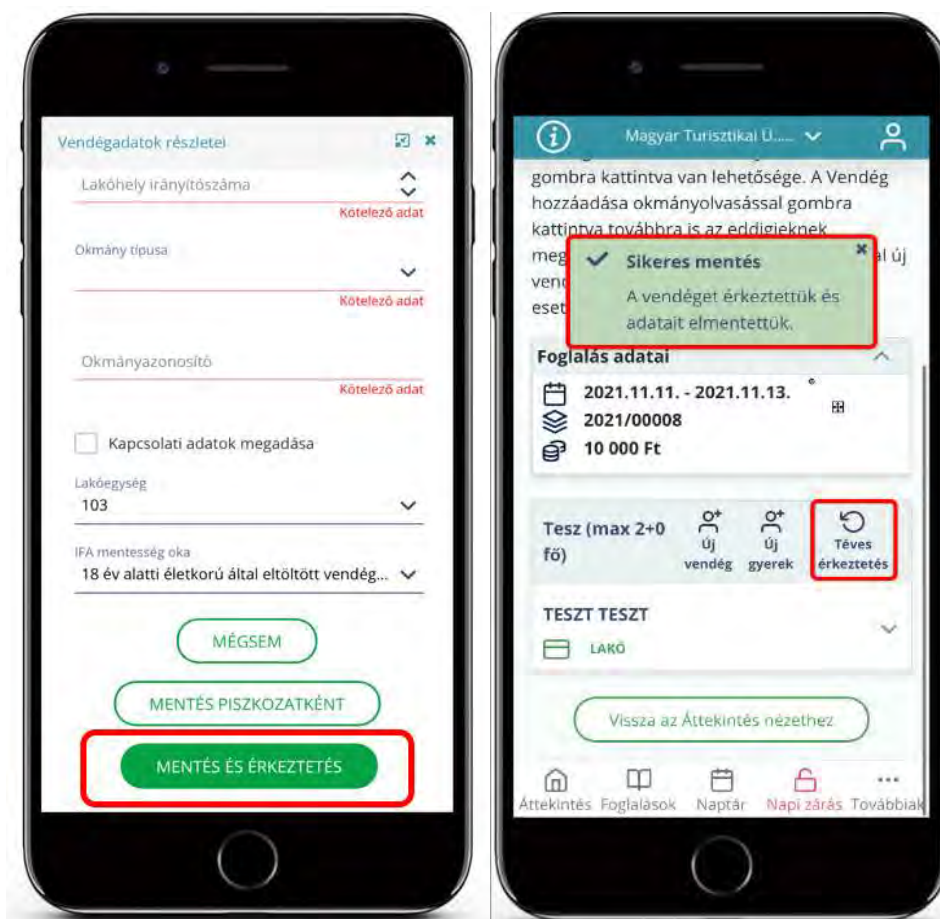 Vendégadatok részletei
Lakóhely irányítószáma
Kötelező adat
Okmány típusa
Kötelező adat
Okmányazonosító
Kötelező adat
Kapcsolati adatok megadása
Lakóegység
103
IFA mentesség oka
18 év alatti életkorú által eltöltött vendég...
MÉGSEM
MENTÉS PISZKOZATKÉNT
MENTÉS ÉS ÉRKEZTETÉS
Magyar Turisztikai Ü.....
gombra kattintva van lehetősége. A Vendég
hozzáadása okmányolvasással gombra
kattintva továbbra is az eddigieknek
meg
al új
vend
eset
Sikeres mentés
A vendéget érkeztettük és
adatait elmentettük.
Foglalás adatai
2021.11.11. - 2021.11.13.
2021/00008
10 000 Ft
Tesz (max 2+0
fő)
Új
vendég
Új
gyerek
Téves
érkeztetés
TESZT TESZT
LAKÓ
Vissza az Áttekintés nézethez
Áttekintés Foglalások Naptár Napi zárás Továbbiak